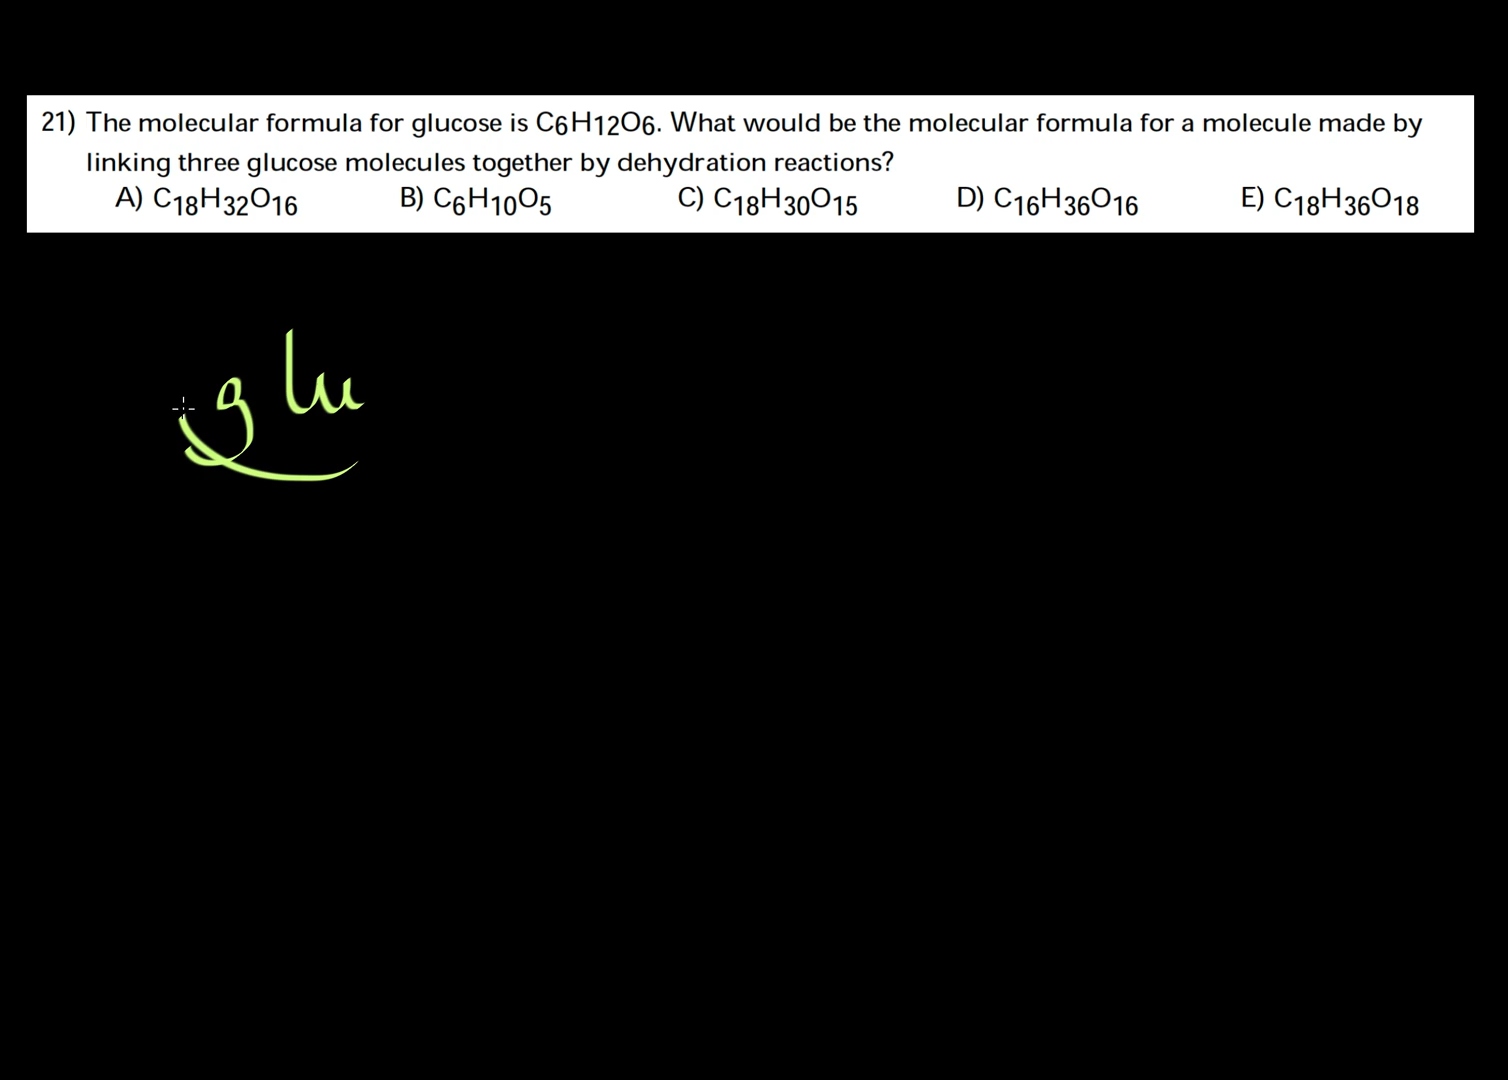 21) The molecular formula for glucose is C6H12O6. What would be the molecular formula for a molecule made by
linking three glucose molecules together by dehydration reactions?
A) C18H32O16 B) C6H10O5 C) C18H30O15 D) C16H36O16 E) C18H36O18
glu